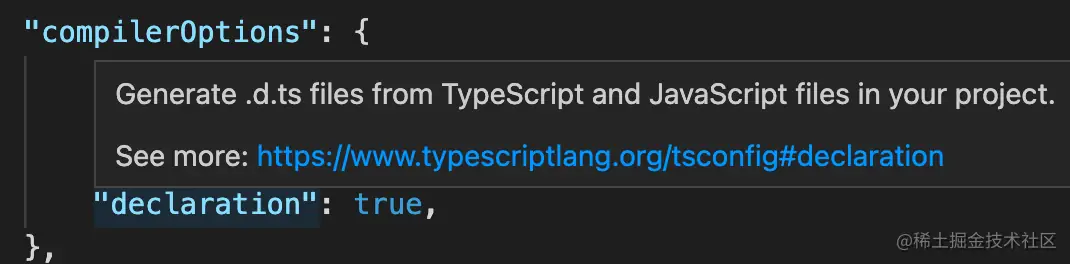 "compilerOptions": {
Generate .d.ts files from TypeScript and JavaScript files in your project.
See more: https://www.typescriptlang.org/tsconfig#declaration
"declaration": true,
},
@稀土掘金技术社区